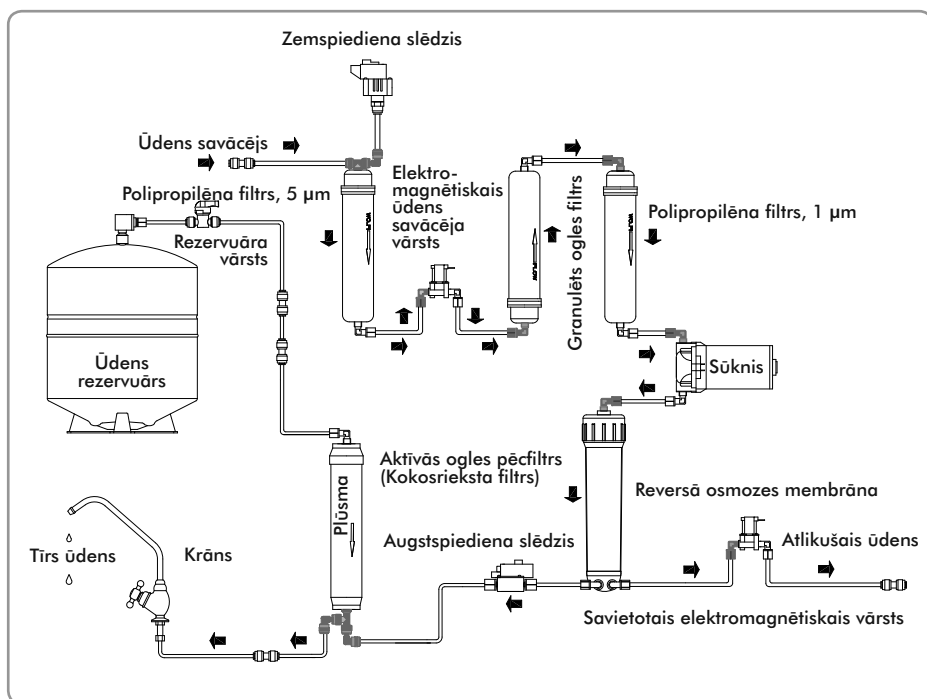 Zemspiediena slēdzis
Ūdens savācējs
Polipropilēna filtrs, 5 µm
Rezervuāra
vārsts
Elektro-
magnētiskais
ūdens
savācēja
vārsts
Granulēts ogles filtrs
Polipropilēna filtrs, 1 µm
Ūdens
rezervuārs
Sūknis
Aktīvās ogles pēcfiltrs
(Kokosrieksta filtrs)
Plūsma
Reversā osmozes membrāna
Tīrs ūdens
Krāns
Augstspiediena slēdzis
Atlikušais ūdens
Savietotais elektromagnētiskais vārsts
FLOW